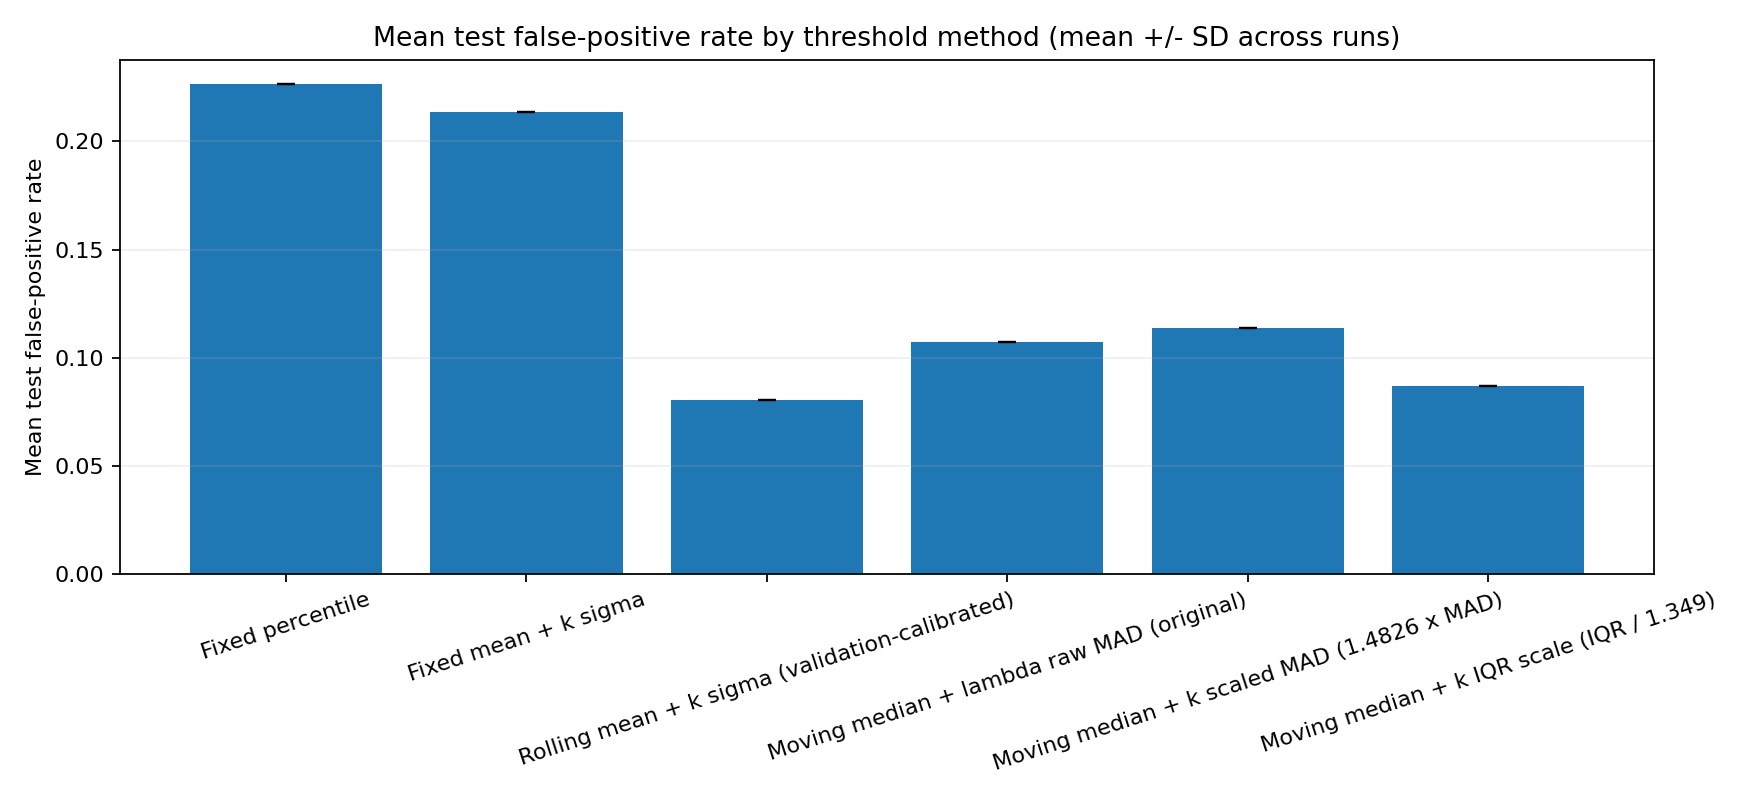 Mean test false-positive rate by threshold method (mean +/- SD across runs)
Mean test false-positive rate
0.20
0.15
0.10
0.05
0.00
Fixed percentile
Fixed mean + k sigma
Rolling mean + k sigma (validation-calibrated)
Moving median + lambda raw MAD (original)
Moving median + k scaled MAD (1.4826 x MAD)
Moving median + k IQR scale (IQR / 1.349)